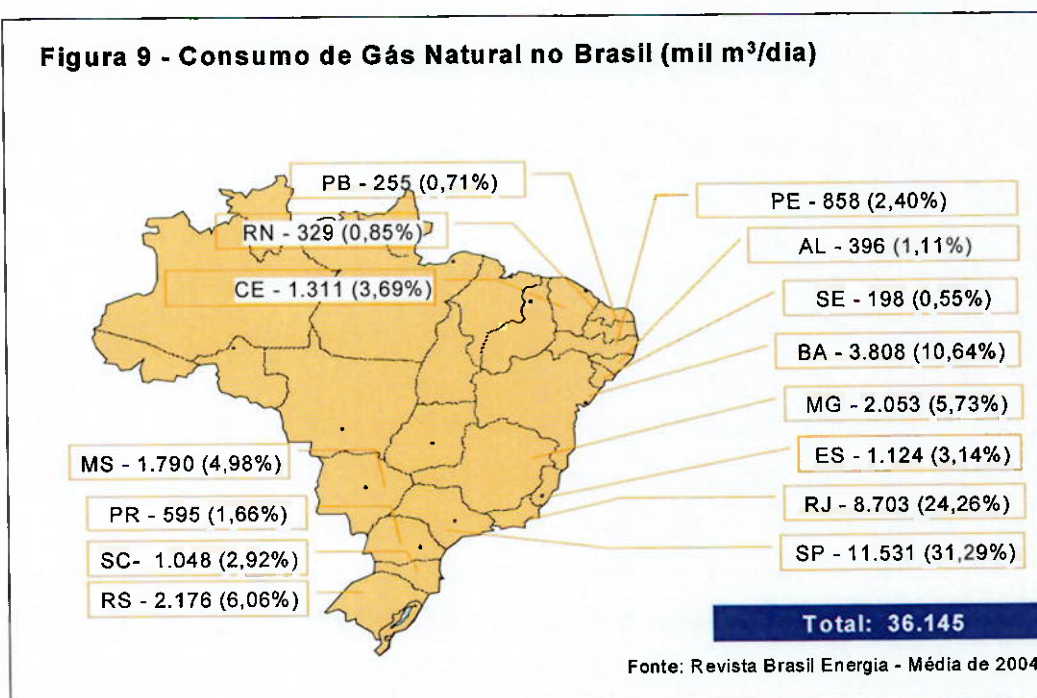 Figura 9 - Consumo de Gás Natural no Brasil (mil m³/dia)
PB - 255 (0,71%)
RN - 329 (0,85%)
CE - 1.311 (3,69%)
PE - 858 (2,40%)
AL - 396 (1,11%)
SE - 198 (0,55%)
BA - 3.808 (10,64%)
MG - 2.053 (5,73%)
ES - 1.124 (3,14%)
RJ - 8.703 (24,26%)
SP - 11.531 (31,29%)
MS - 1.790 (4,98%)
PR - 595 (1,66%)
SC- 1.048 (2,92%)
RS - 2.176 (6,06%)
Total: 36.145
Fonte: Revista Brasil Energia - Média de 2004